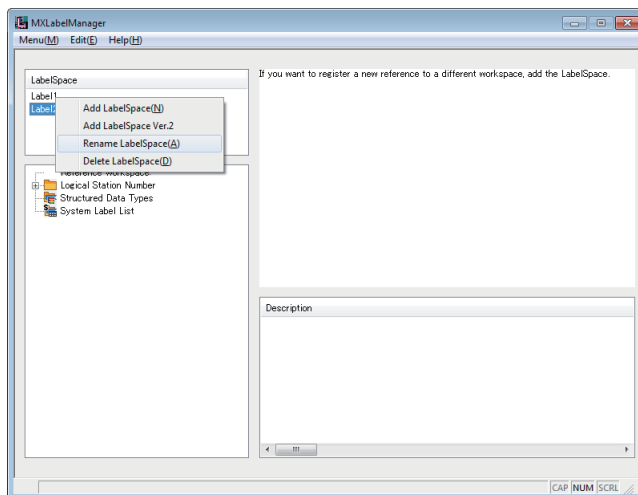 MXLabelManager
Menu(M) Edit(E) Help(H)
LabelSpace
If you want to register a new reference to a different workspace, add the LabelSpace.
Label1
Label2
Add LabelSpace(N)
Add LabelSpace Ver.2
Rename LabelSpace(A)
Delete LabelSpace(D)
Reference workspace:
Logical Station Number
Structured Data Types
System Label List
Description
CAP NUM SCRL